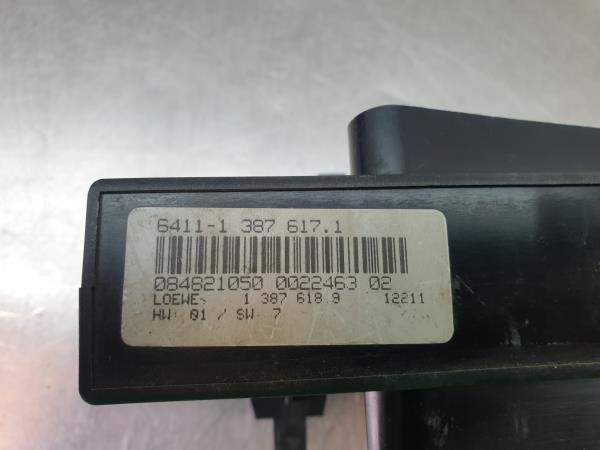 6411-1 387 617.1
084821050 0022463 02
LOEWE, 1 387 618.9 12211
HW: 01 / SW 7